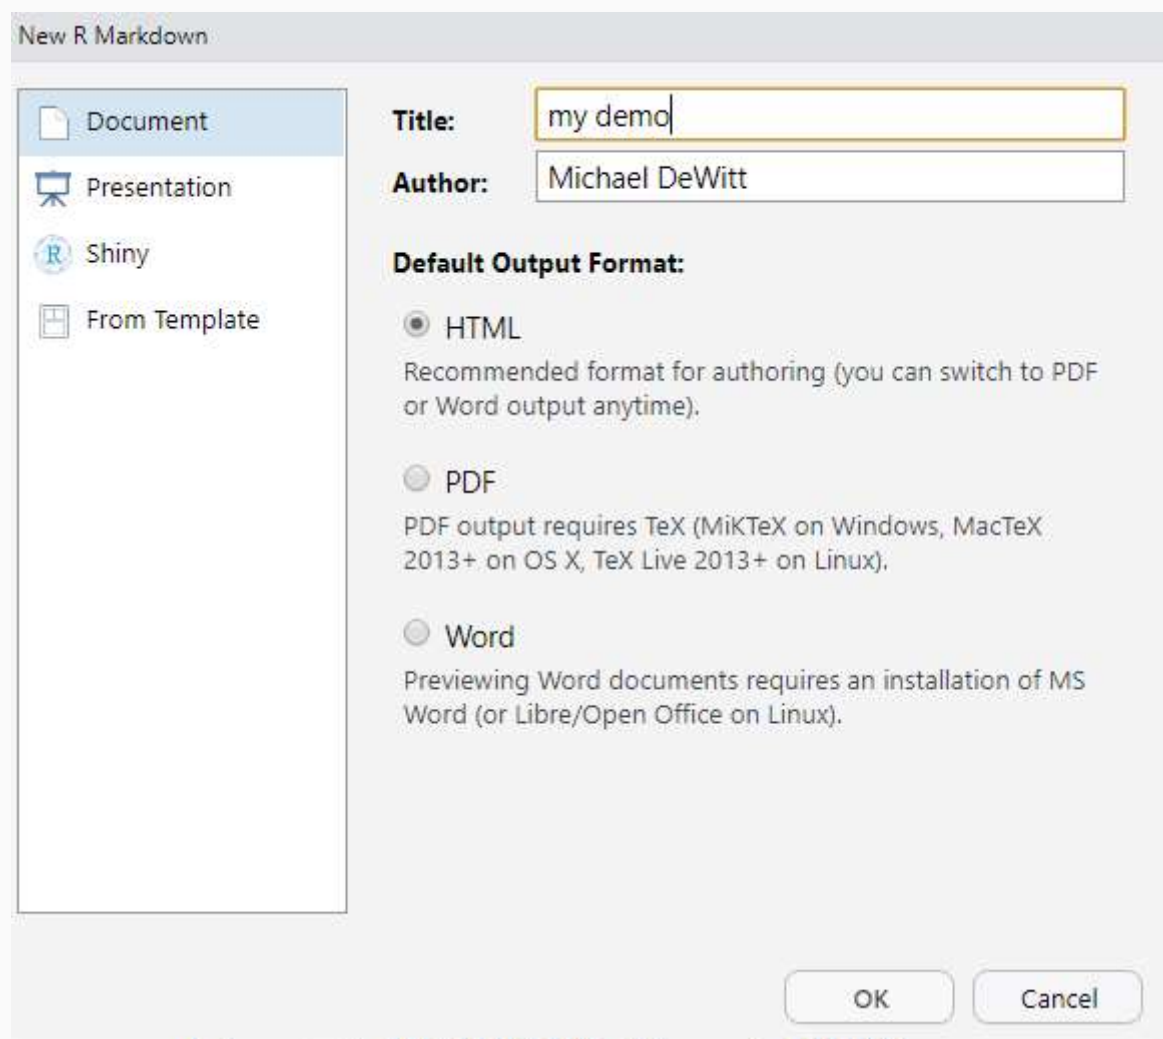 New R Markdown
Document
Presentation
R Shiny
From Template
Title: my demo
Author: Michael DeWitt
Default Output Format:
HTML
Recommended format for authoring (you can switch to PDF
or Word output anytime).
PDF
PDF output requires TeX (MiKTeX on Windows, MacTeX
2013+ on OS X, TeX Live 2013+ on Linux).
Word
Previewing Word documents requires an installation of MS
Word (or Libre/Open Office on Linux).
OK
Cancel